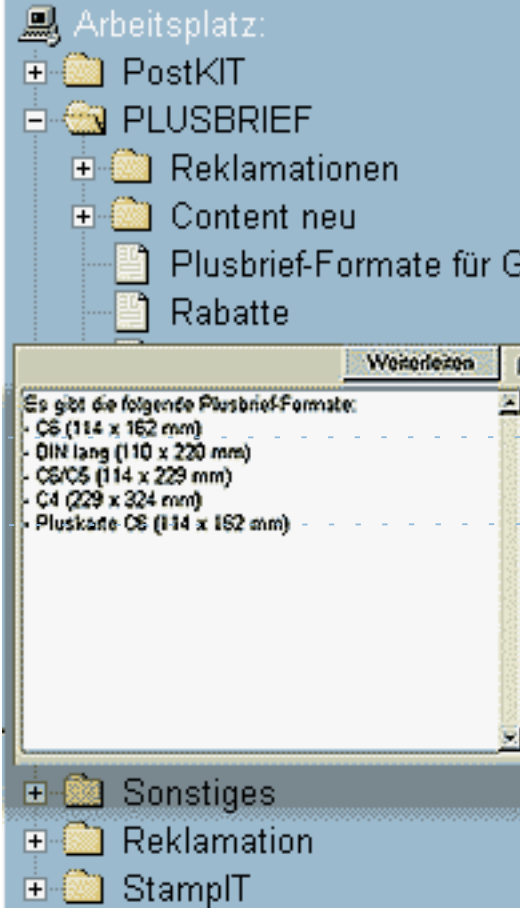 Arbeitsplatz:
PostKIT
PLUSBRIEF
Reklamationen
Content neu
Plusbrief-Formate für G
Rabatte
Weiterleiten
Es gibt die folgende Plusbrief-Formate:
- C6 (114 x 162 mm)
- DIN lang (110 x 220 mm)
- C6/C5 (114 x 229 mm)
- C4 (229 x 324 mm)
- Pluskarte C6 (114 x 162 mm)
Sonstiges
Reklamation
StampIT